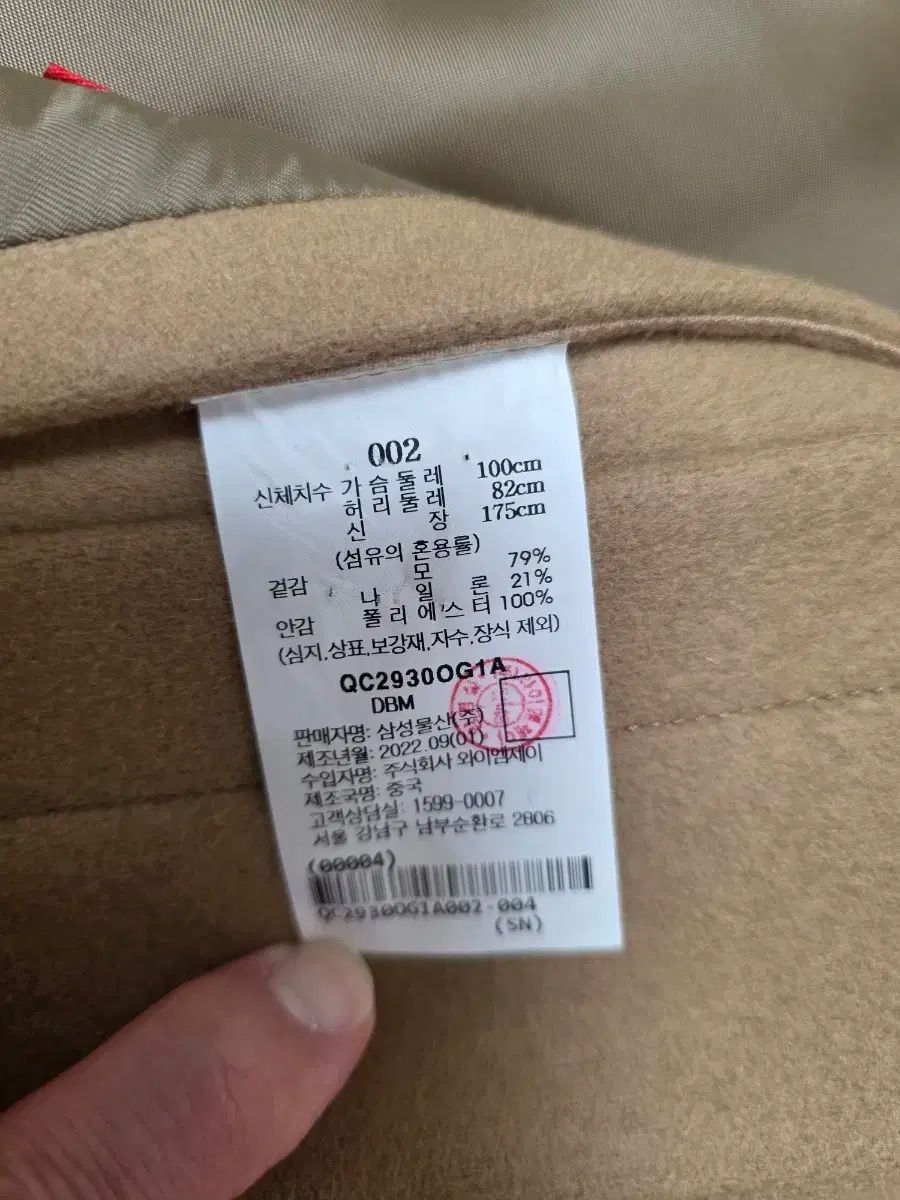 002
신체치수 가슴둘레 100cm
허리둘레 82cm
신장 175cm
(섬유의 혼용률)
겉감 모 79%
나일론 21%
안감 폴리에스터 100%
(심지,상표,보강재,자수,장식 제외)
QC2930OG1A
DBM
판매자명: 삼성물산(주)
제조년월: 2022.09(01)
수입자명: 주식회사 와이엠제이
제조국명: 중국
고객상담실: 1599-0007
서울 강남구 남부순환로 2806
(00004)
QC2930OG1A002-004
(SN)